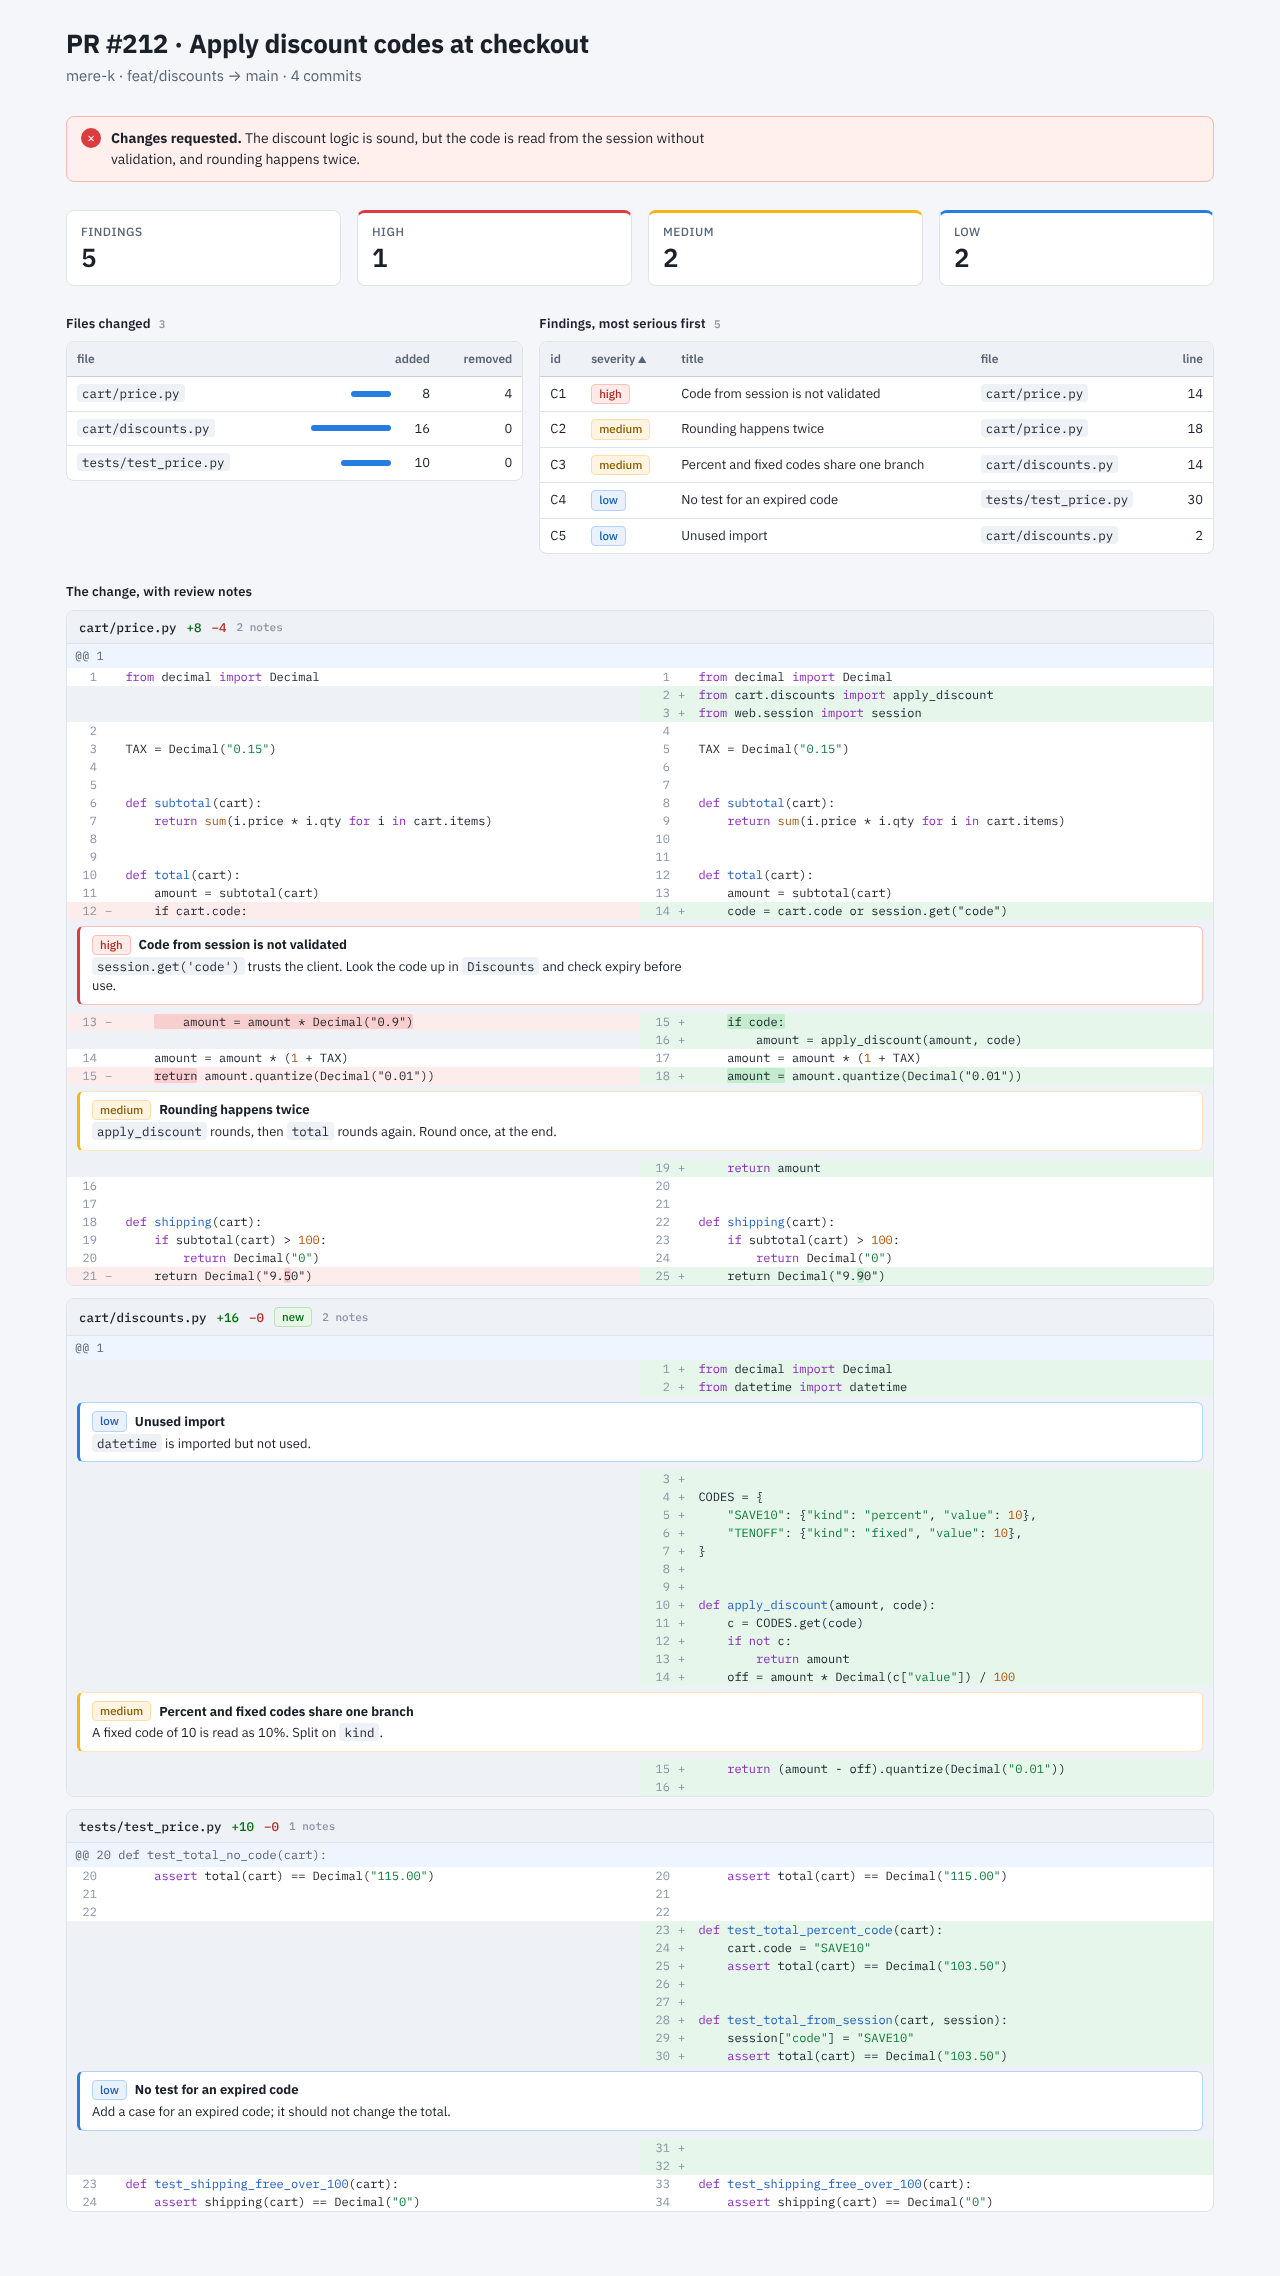 PR #212 · Apply discount codes at checkout
mere-k · feat/discounts → main · 4 commits
Changes requested. The discount logic is sound, but the code is read from the session without
validation, and rounding happens twice.
FINDINGS
5
HIGH
1
MEDIUM
2
LOW
2
Files changed 3
file added removed
cart/price.py 8 4
cart/discounts.py 16 0
tests/test_price.py 10 0
Findings, most serious first 5
id severity ▲ title file line
C1 high Code from session is not validated cart/price.py 14
C2 medium Rounding happens twice cart/price.py 18
C3 medium Percent and fixed codes share one branch cart/discounts.py 14
C4 low No test for an expired code tests/test_price.py 30
C5 low Unused import cart/discounts.py 2
The change, with review notes
cart/price.py +8 −4 2 notes
@@ 1
1 from decimal import Decimal 1 from decimal import Decimal
2 + from cart.discounts import apply_discount
3 + from web.session import session
2 4
3 TAX = Decimal("0.15") 5 TAX = Decimal("0.15")
4 6
5 7
6 def subtotal(cart): 8 def subtotal(cart):
7 return sum(i.price * i.qty for i in cart.items) 9 return sum(i.price * i.qty for i in cart.items)
8 10
9 11
10 def total(cart): 12 def total(cart):
11 amount = subtotal(cart) 13 amount = subtotal(cart)
12 − if cart.code: 14 + code = cart.code or session.get("code")
high Code from session is not validated
session.get('code') trusts the client. Look the code up in Discounts and check expiry before
use.
13 − amount = amount * Decimal("0.9") 15 + if code:
16 + amount = apply_discount(amount, code)
14 amount = amount * (1 + TAX) 17 amount = amount * (1 + TAX)
15 − return amount.quantize(Decimal("0.01")) 18 + amount = amount.quantize(Decimal("0.01"))
medium Rounding happens twice
apply_discount rounds, then total rounds again. Round once, at the end.
19 + return amount
16 20
17 21
18 def shipping(cart): 22 def shipping(cart):
19 if subtotal(cart) > 100: 23 if subtotal(cart) > 100:
20 return Decimal("0") 24 return Decimal("0")
21 − return Decimal("9.50") 25 + return Decimal("9.90")
cart/discounts.py +16 −0 new 2 notes
@@ 1
1 + from decimal import Decimal
2 + from datetime import datetime
low Unused import
datetime is imported but not used.
3 +
4 + CODES = {
5 + "SAVE10": {"kind": "percent", "value": 10},
6 + "TENOFF": {"kind": "fixed", "value": 10},
7 + }
8 +
9 +
10 + def apply_discount(amount, code):
11 + c = CODES.get(code)
12 + if not c:
13 + return amount
14 + off = amount * Decimal(c["value"]) / 100
medium Percent and fixed codes share one branch
A fixed code of 10 is read as 10%. Split on kind.
15 + return (amount - off).quantize(Decimal("0.01"))
16 +
tests/test_price.py +10 −0 1 notes
@@ 20 def test_total_no_code(cart):
20 assert total(cart) == Decimal("115.00") 20 assert total(cart) == Decimal("115.00")
21 21
22 22
23 + def test_total_percent_code(cart):
24 + cart.code = "SAVE10"
25 + assert total(cart) == Decimal("103.50")
26 +
27 +
28 + def test_total_from_session(cart, session):
29 + session["code"] = "SAVE10"
30 + assert total(cart) == Decimal("103.50")
low No test for an expired code
Add a case for an expired code; it should not change the total.
31 +
32 +
23 def test_shipping_free_over_100(cart): 33 def test_shipping_free_over_100(cart):
24 assert shipping(cart) == Decimal("0") 34 assert shipping(cart) == Decimal("0")